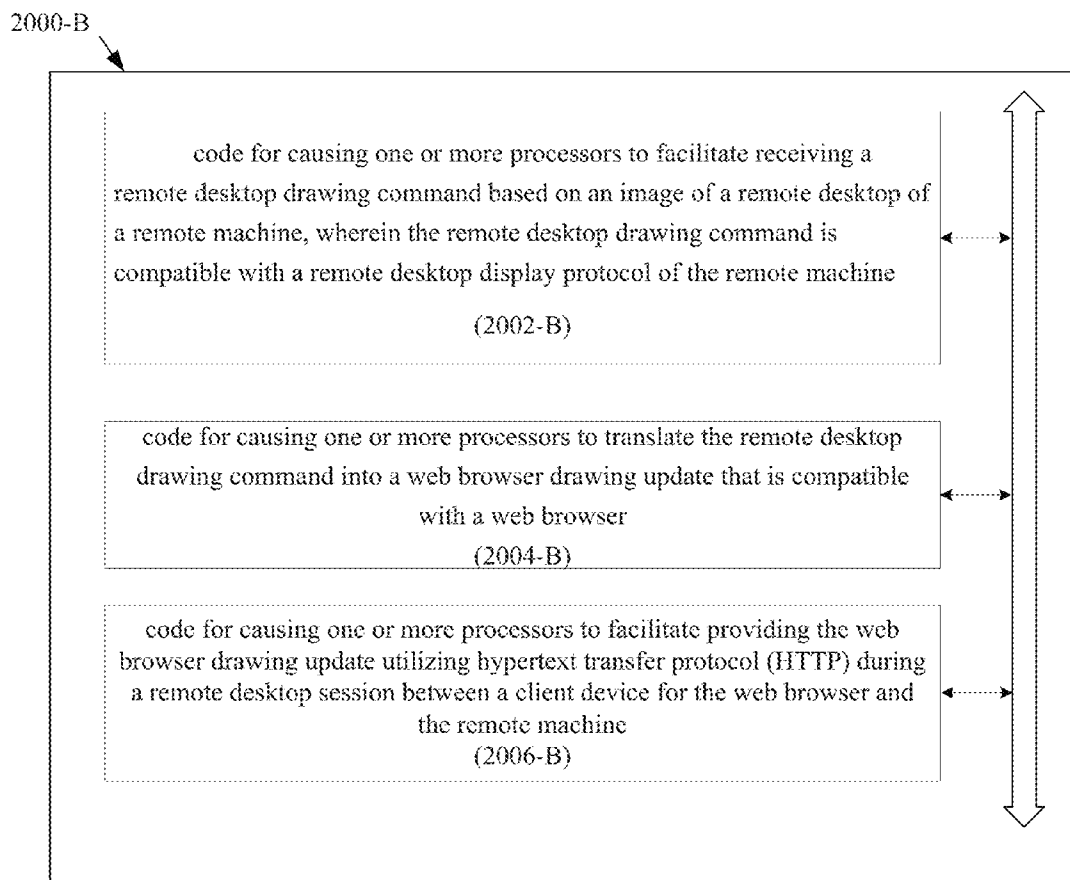 2000-B
code for causing one or more processors to facilitate receiving a
remote desktop drawing command based on an image of a remote desktop of
a remote machine, wherein the remote desktop drawing command is
compatible with a remote desktop display protocol of the remote machine
(2002-B)
code for causing one or more processors to translate the remote desktop
drawing command into a web browser drawing update that is compatible
with a web browser
(2004-B)
code for causing one or more processors to facilitate providing the web
browser drawing update utilizing hypertext transfer protocol (HTTP) during
a remote desktop session between a client device for the web browser and
the remote machine
(2006-B)